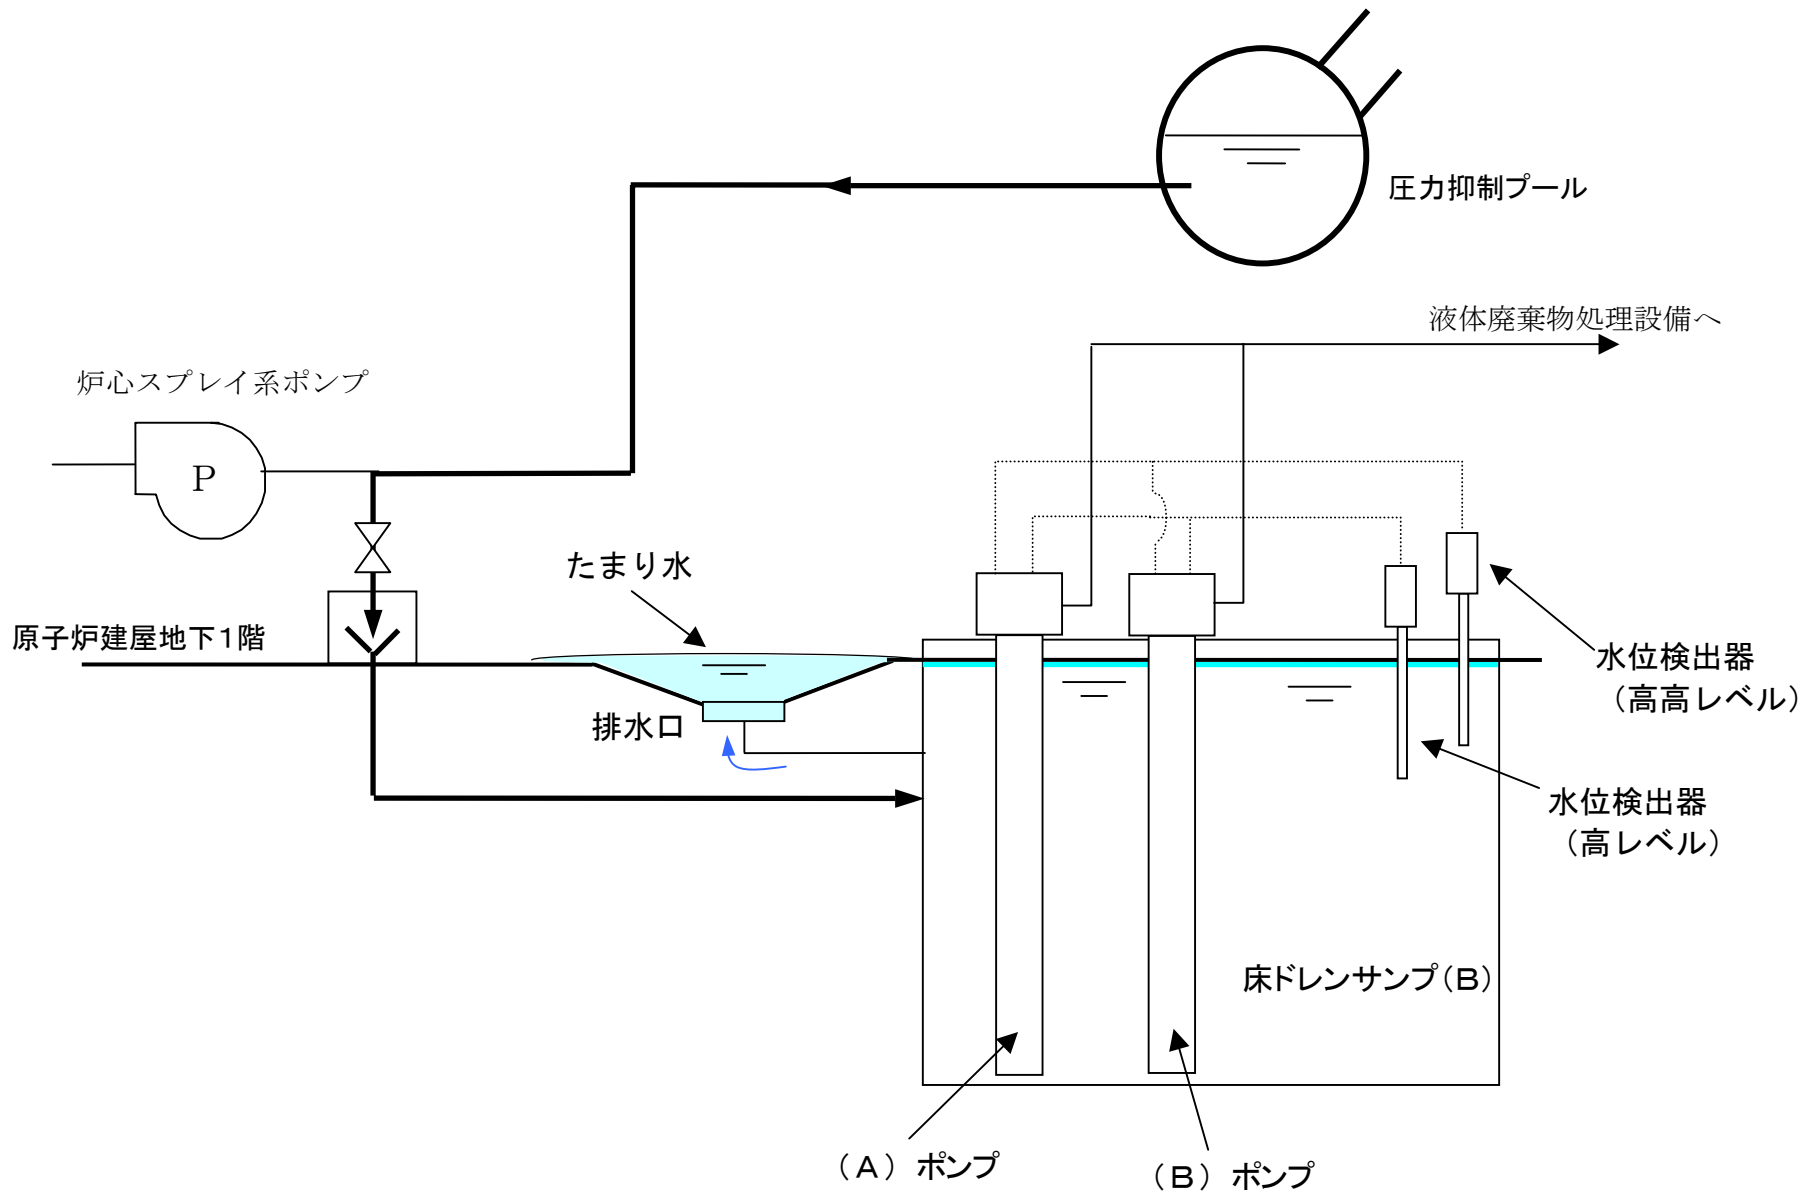 圧力抑制プール
液体廃棄物処理設備へ
炉心スプレイ系ポンプ
P
たまり水
原子炉建屋地下1階
水位検出器
（高高レベル）
排水口
水位検出器
（高レベル）
床ドレンサンプ（B）
（A）ポンプ
（B）ポンプ